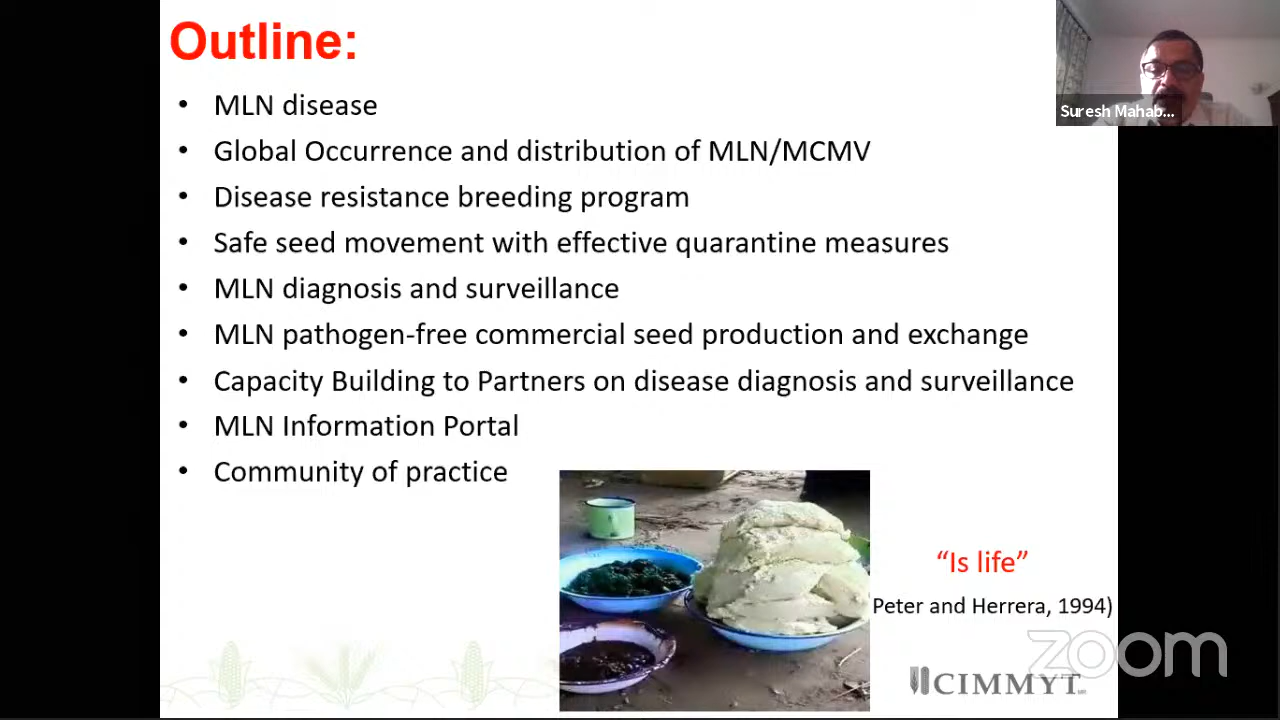 Outline:
• MLN disease
• Global Occurrence and distribution of MLN/MCMV
• Disease resistance breeding program
• Safe seed movement with effective quarantine measures
• MLN diagnosis and surveillance
• MLN pathogen-free commercial seed production and exchange
• Capacity Building to Partners on disease diagnosis and surveillance
• MLN Information Portal
• Community of practice
“Is life”
Peter and Herrera, 1994)
CIMMYT
zoom
Suresh Mahab...